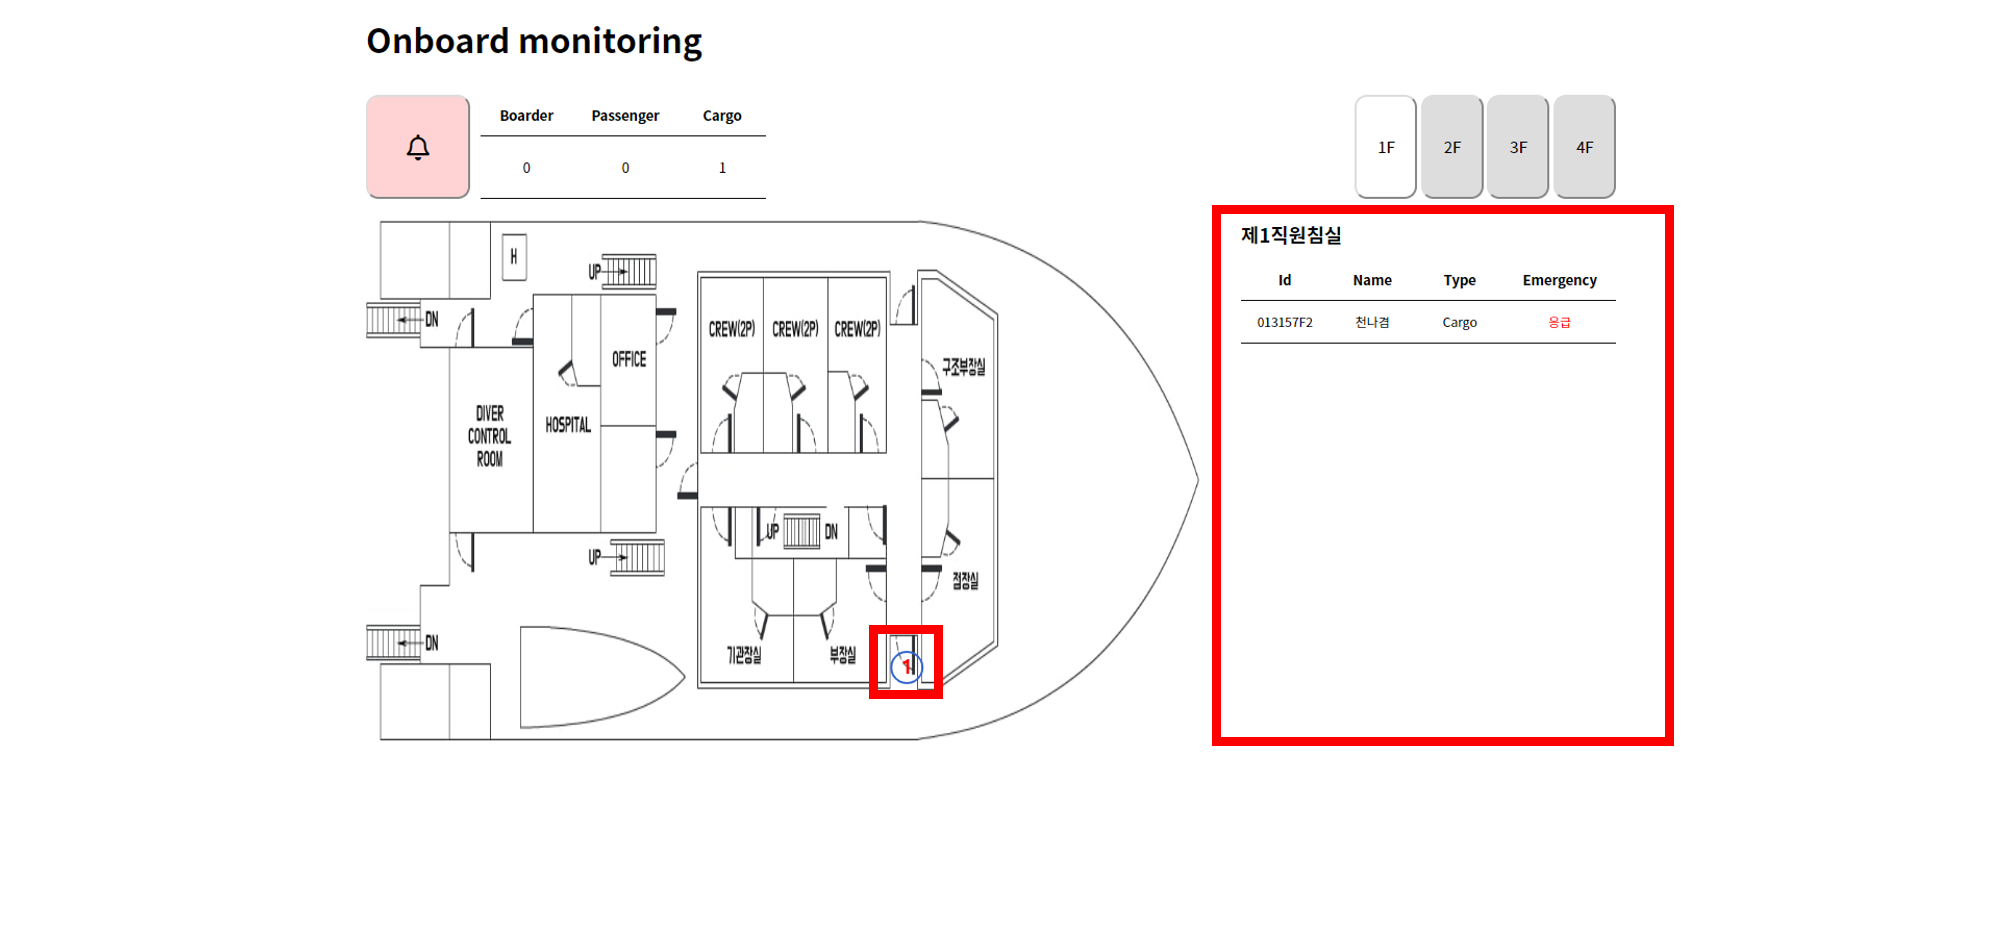 Onboard monitoring
Boarder Passenger Cargo
0 0 1
1F 2F 3F 4F
제1직원침실
Id Name Type Emergency
013157F2 천나겸 Cargo 응급
H
UP
DN
CREW(2P) CREW(2P) CREW(2P)
OFFICE
구조부장실
DIVER
CONTROL
ROOM
HOSPITAL
UP DN
UP
점장실
DN
기관장실 부장실
1